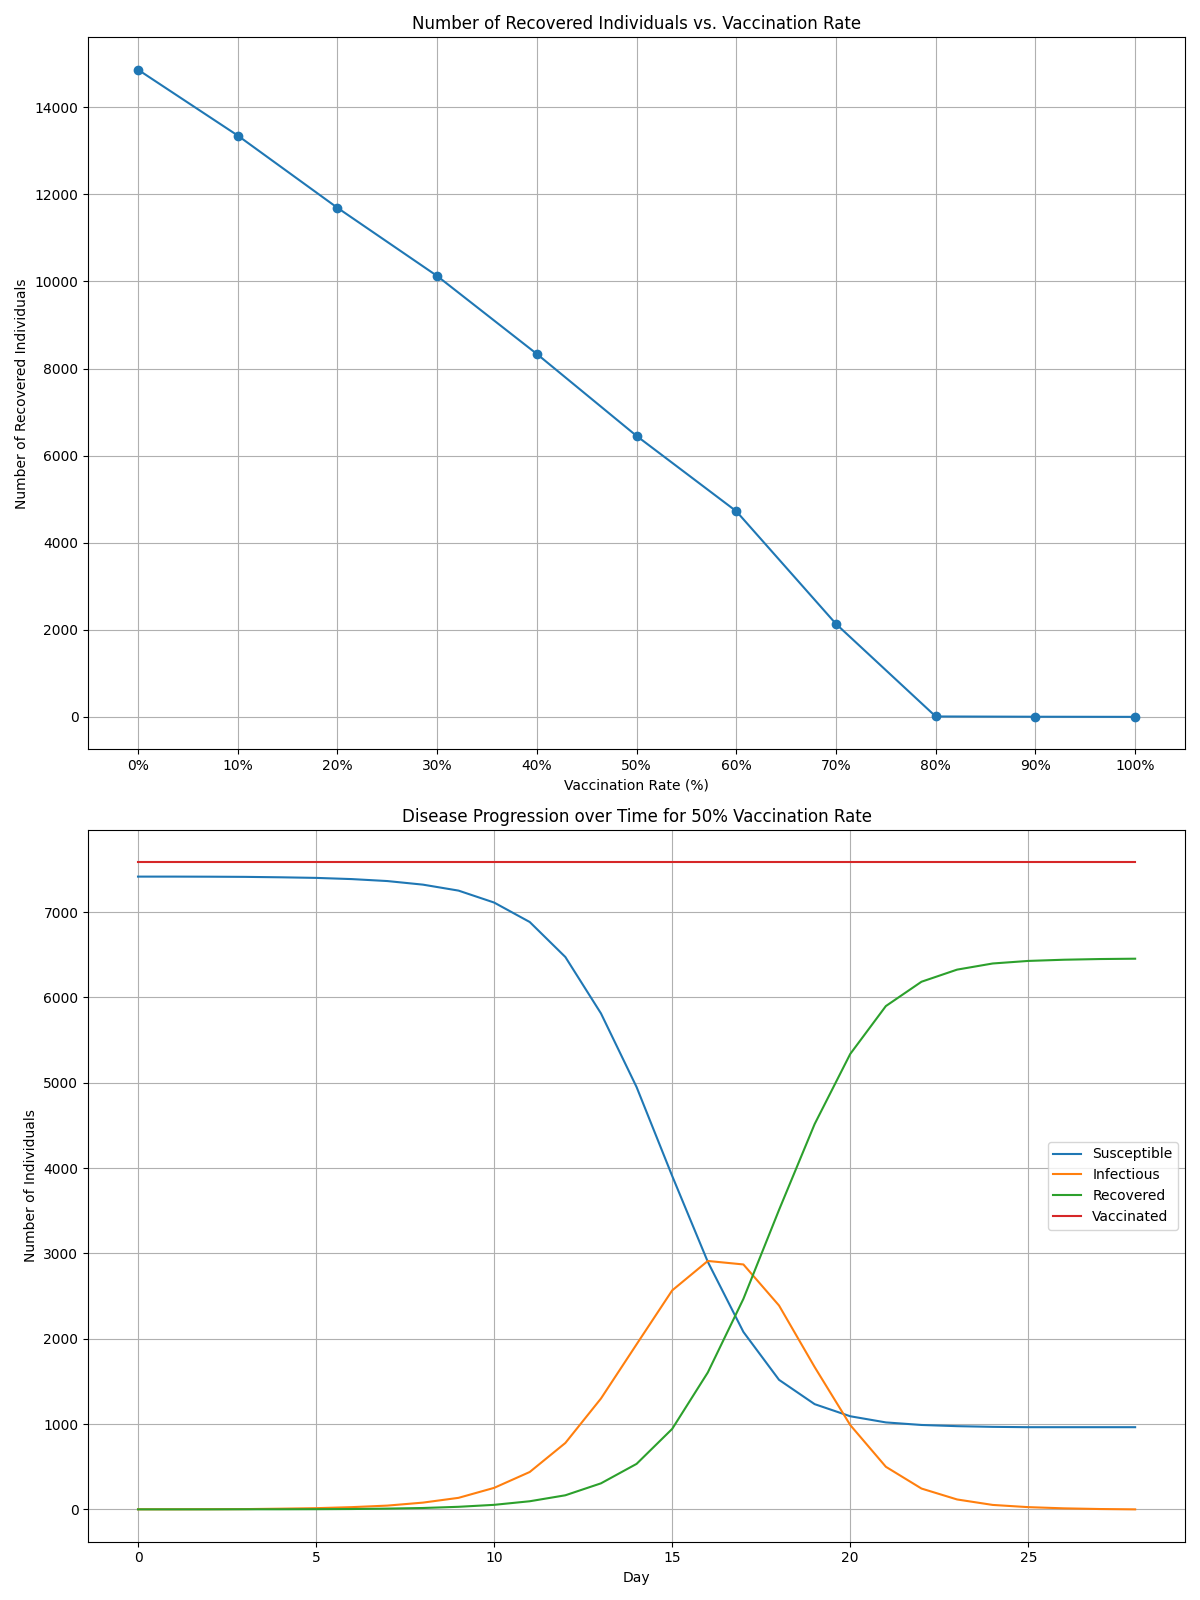 Number of Recovered Individuals vs. Vaccination Rate
Number of Recovered Individuals
14000
12000
10000
8000
6000
4000
2000
0
0% 10% 20% 30% 40% 50% 60% 70% 80% 90% 100%
Vaccination Rate (%)
Disease Progression over Time for 50% Vaccination Rate
Number of Individuals
7000
6000
5000
4000
3000
2000
1000
0
Susceptible
Infectious
Recovered
Vaccinated
0 5 10 15 20 25
Day